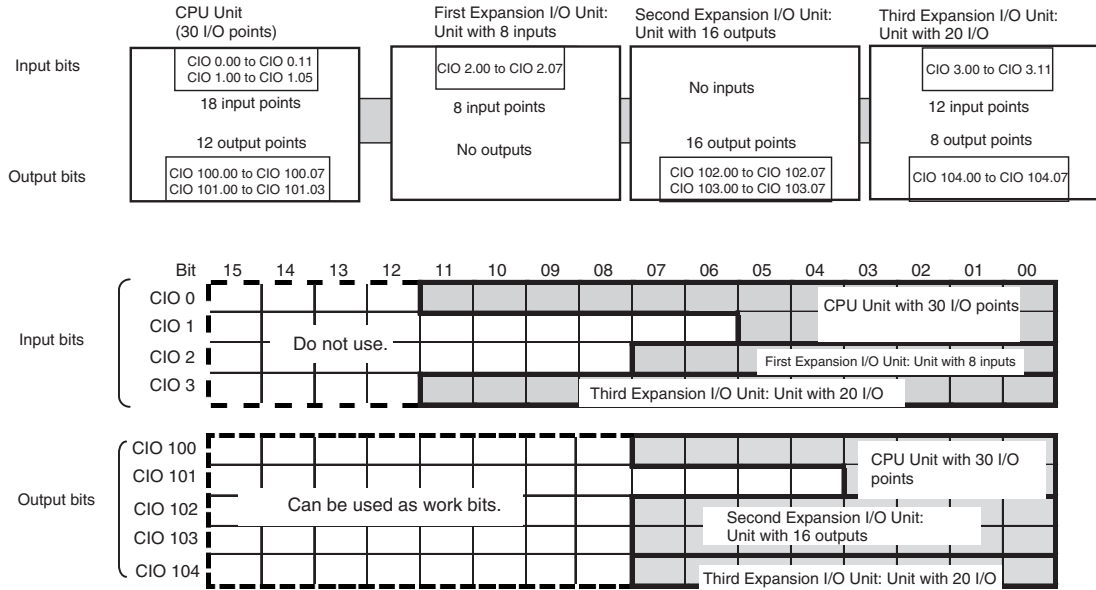 CPU Unit
(30 I/O points)
First Expansion I/O Unit:
Unit with 8 inputs
Second Expansion I/O Unit:
Unit with 16 outputs
Third Expansion I/O Unit:
Unit with 20 I/O
Input bits
CIO 0.00 to CIO 0.11
CIO 1.00 to CIO 1.05
18 input points
12 output points
CIO 100.00 to CIO 100.07
CIO 101.00 to CIO 101.03
CIO 2.00 to CIO 2.07
8 input points
No outputs
No inputs
16 output points
CIO 102.00 to CIO 102.07
CIO 103.00 to CIO 103.07
CIO 3.00 to CIO 3.11
12 input points
8 output points
CIO 104.00 to CIO 104.07
Output bits
Bit 15 14 13 12 11 10 09 08 07 06 05 04 03 02 01 00
Input bits
CIO 0
CPU Unit with 30 I/O points
CIO 1
Do not use.
CIO 2
First Expansion I/O Unit: Unit with 8 inputs
CIO 3
Third Expansion I/O Unit: Unit with 20 I/O
Output bits
CIO 100
CPU Unit with 30 I/O
points
CIO 101
CIO 102
Can be used as work bits.
Second Expansion I/O Unit:
Unit with 16 outputs
CIO 103
CIO 104
Third Expansion I/O Unit: Unit with 20 I/O